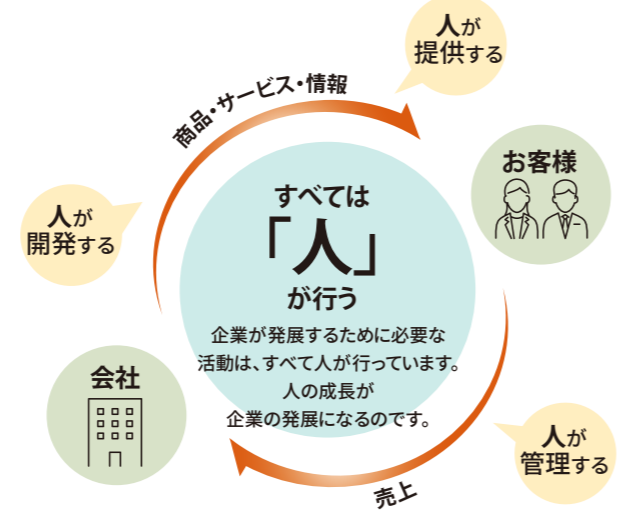 人が
提供する
商品・サービス・情報
お客様
人が
開発する
すべては
「人」
が行う
企業が発展するために必要な
活動は、すべて人が行っています。
人の成長が
企業の発展になるのです。
会社
人が
管理する
売上